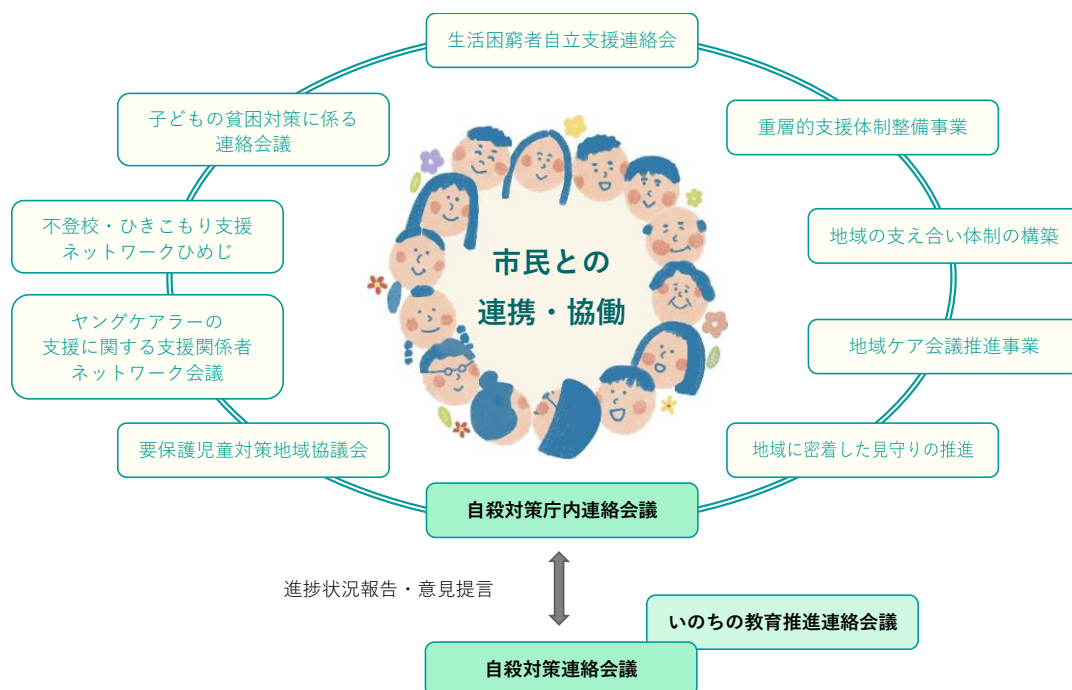 生活困窮者自立支援連絡会
子どもの貧困対策に係る
連絡会議
重層的支援体制整備事業
不登校・ひきこもり支援
ネットワークひめじ
地域の支え合い体制の構築
市民との
連携・協働
ヤングケアラーの
支援に関する支援関係者
ネットワーク会議
地域ケア会議推進事業
要保護児童対策地域協議会
地域に密着した見守りの推進
自殺対策庁内連絡会議
進捗状況報告・意見提言
いのちの教育推進連絡会議
自殺対策連絡会議